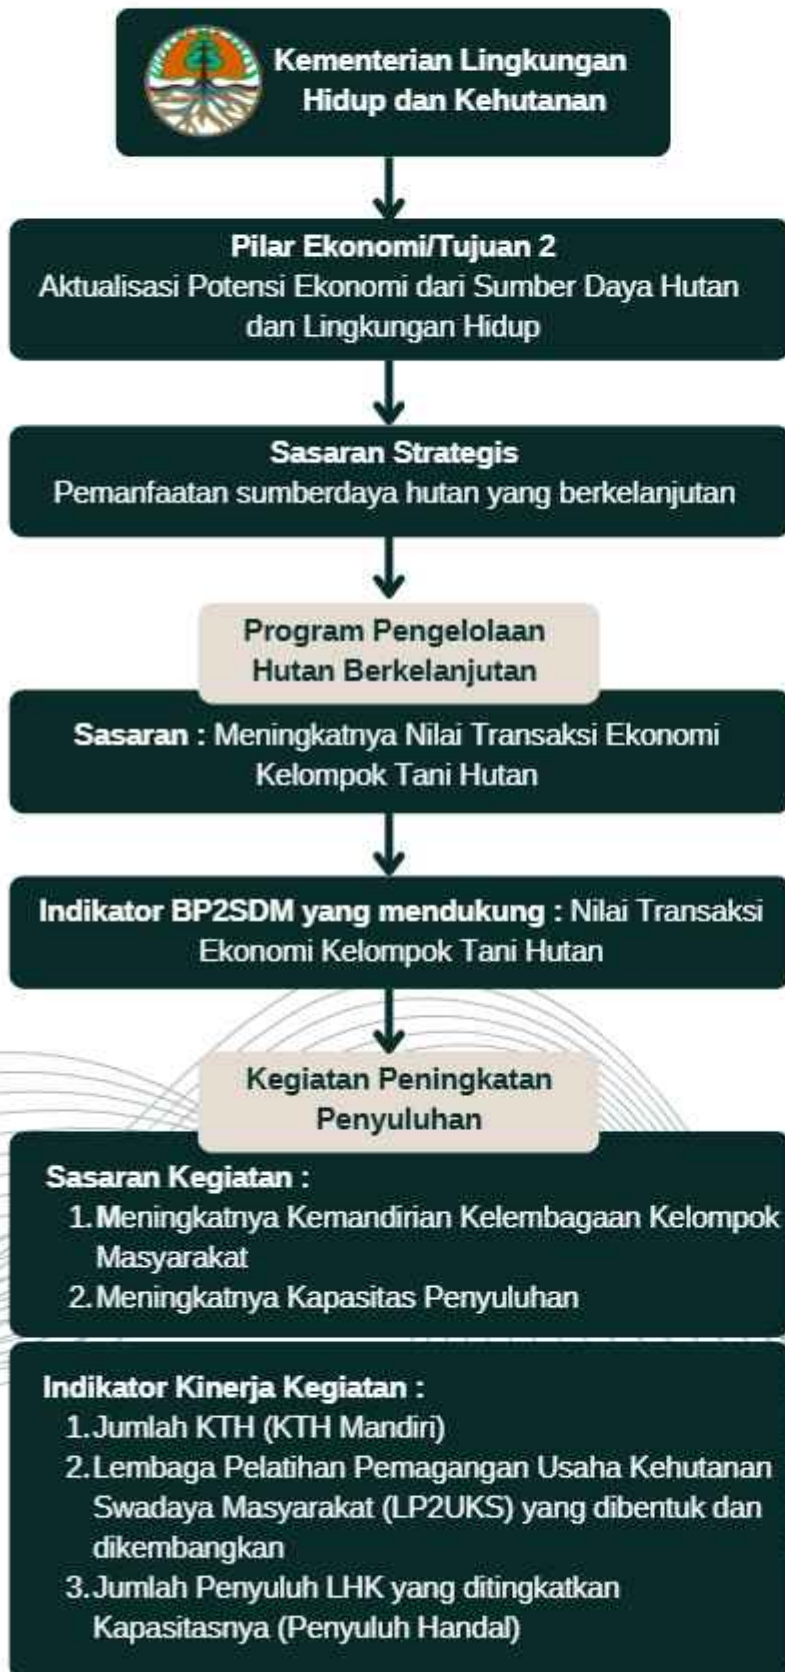 Kementerian Lingkungan
Hidup dan Kehutanan
Pilar Ekonomi/Tujuan 2
Aktualisasi Potensi Ekonomi dari Sumber Daya Hutan
dan Lingkungan Hidup
Sasaran Strategis
Pemanfaatan sumberdaya hutan yang berkelanjutan
Program Pengelolaan
Hutan Berkelanjutan
Sasaran : Meningkatnya Nilai Transaksi Ekonomi
Kelompok Tani Hutan
Indikator BP2SDM yang mendukung : Nilai Transaksi
Ekonomi Kelompok Tani Hutan
Kegiatan Peningkatan
Penyuluhan
Sasaran Kegiatan :
1. Meningkatnya Kemandirian Kelembagaan Kelompok
Masyarakat
2. Meningkatnya Kapasitas Penyuluhan
Indikator Kinerja Kegiatan :
1. Jumlah KTH (KTH Mandiri)
2. Lembaga Pelatihan Pemagangan Usaha Kehutanan
Swadaya Masyarakat (LP2UKS) yang dibentuk dan
dikembangkan
3. Jumlah Penyuluh LHK yang ditingkatkan
Kapasitasnya (Penyuluh Handal)